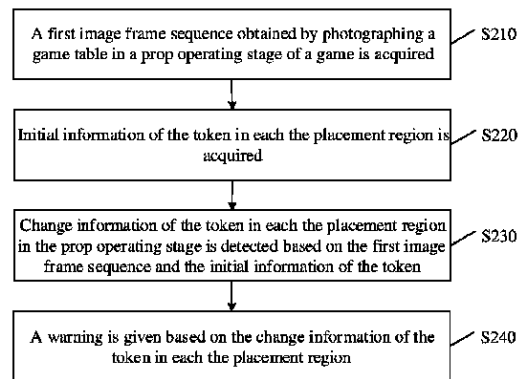 A first image frame sequence obtained by photographing a
game table in a prop operating stage of a game is acquired
S210
Initial information of the token in each the placement region is
acquired
S220
Change information of the token in each the placement region
in the prop operating stage is detected based on the first image
frame sequence and the initial information of the token
S230
A warning is given based on the change information of the
token in each the placement region
S240